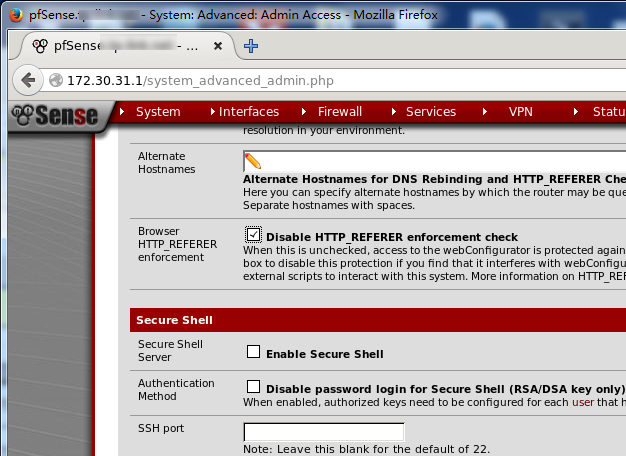 pfSense. - System: Advanced: Admin Access - Mozilla Firefox
pfSense. - ...
172.30.31.1/system_advanced_admin.php
Sense System Interfaces Firewall Services VPN Statu
resolution in your environment.
Alternate
Hostnames
Alternate Hostnames for DNS Rebinding and HTTP_REFERER Che
Here you can specify alternate hostnames by which the router may be que
Separate hostnames with spaces.
Browser
HTTP_REFERER
enforcement
Disable HTTP_REFERER enforcement check
When this is unchecked, access to the webConfigurator is protected again
box to disable this protection if you find that it interferes with webConfigu
external scripts to interact with this system. More information on HTTP_REF
Secure Shell
Secure Shell
Server
Enable Secure Shell
Authentication
Method
Disable password login for Secure Shell (RSA/DSA key only)
When enabled, authorized keys need to be configured for each user that h
SSH port
Note: Leave this blank for the default of 22.